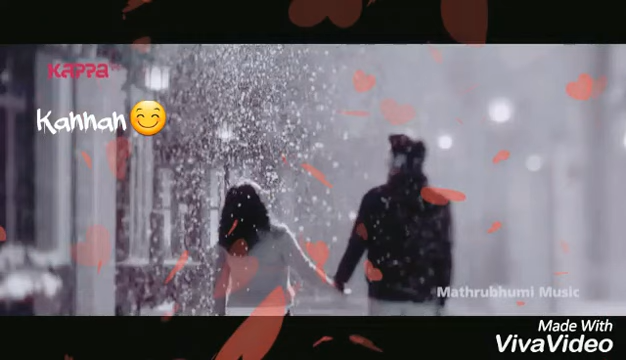 KAPPA
Kannan😊
Mathrubhumi Music
Made With
VivaVideo